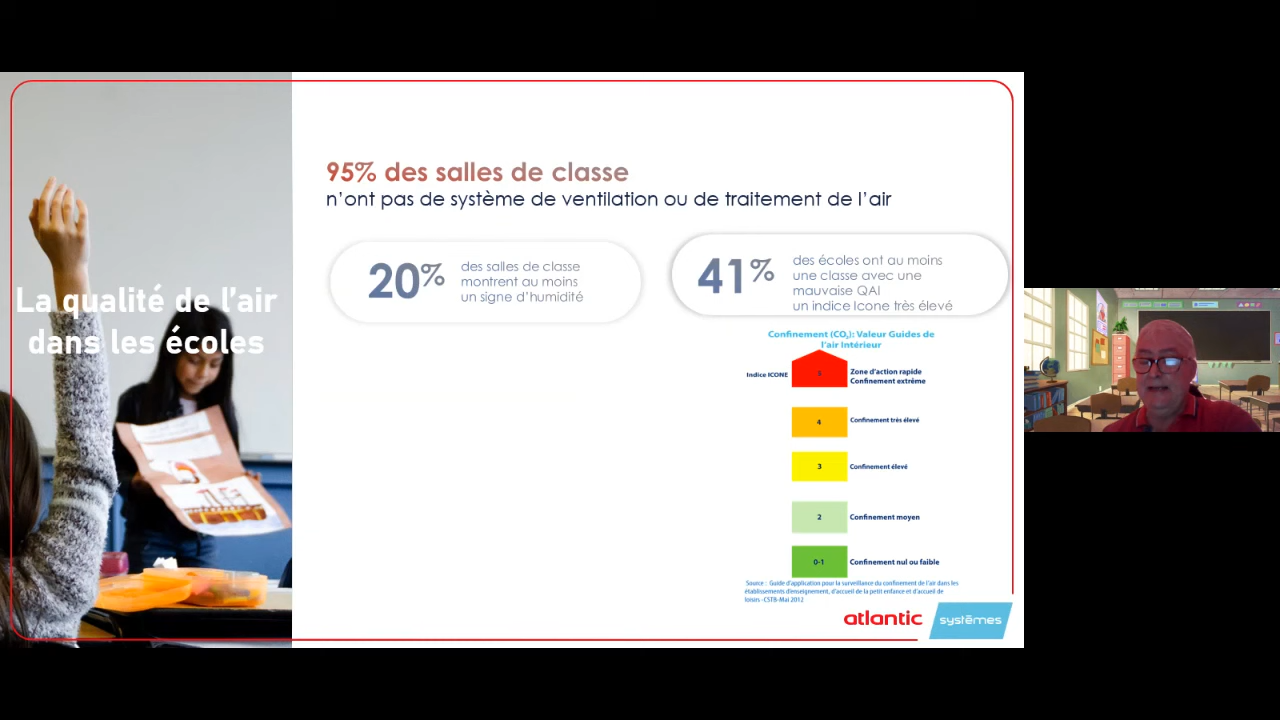 La qualité de l'air
dans les écoles
95% des salles de classe
n'ont pas de système de ventilation ou de traitement de l'air
20%
des salles de classe
montrent au moins
un signe d'humidité
41%
des écoles ont au moins
une classe avec une
mauvaise QAI
un indice Icone très élevé
Confinement (CO₂): Valeur Guides de
l'air Intérieur
Indice ICONE
5
Zone d'action rapide
Confinement extrême
4
Confinement très élevé
3
Confinement élevé
2
Confinement moyen
0-1
Confinement nul ou faible
Source : Guide d'application pour la surveillance du confinement de l'air dans les
établissements d'enseignement, d'accueil de la petit enfance et d'accueil de
loisirs -CSTB-Mai 2012
atlantic
systèmes